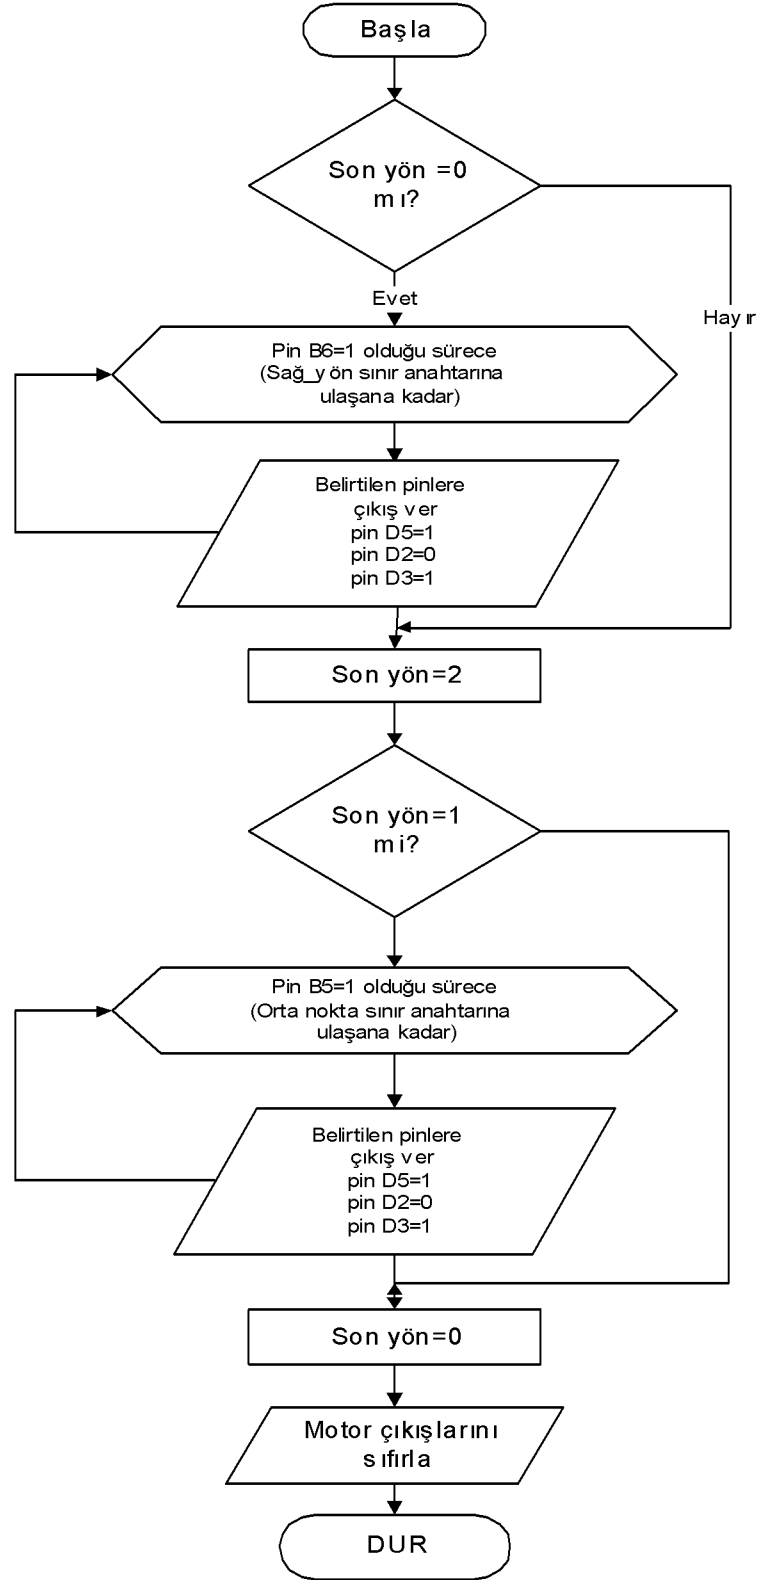 Başla
Son yön =0
mı?
Evet
Hayır
Pin B6=1 olduğu sürece
(Sağ_yön sınır anahtarına
ulaşana kadar)
Belirtilen pinlere
çıkış ver
pin D5=1
pin D2=0
pin D3=1
Son yön=2
Son yön=1
mi?
Pin B5=1 olduğu sürece
(Orta nokta sınır anahtarına
ulaşana kadar)
Belirtilen pinlere
çıkış ver
pin D5=1
pin D2=0
pin D3=1
Son yön=0
Motor çıkışlarını
sıfırla
DUR